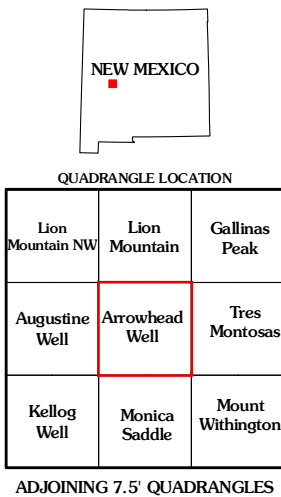 NEW MEXICO
QUADRANGLE LOCATION
Lion
Mountain NW
Lion
Mountain
Gallinas
Peak
Augustine
Well
Arrowhead
Well
Tres
Montosas
Kellog
Well
Monica
Saddle
Mount
Withington
ADJOINING 7.5' QUADRANGLES